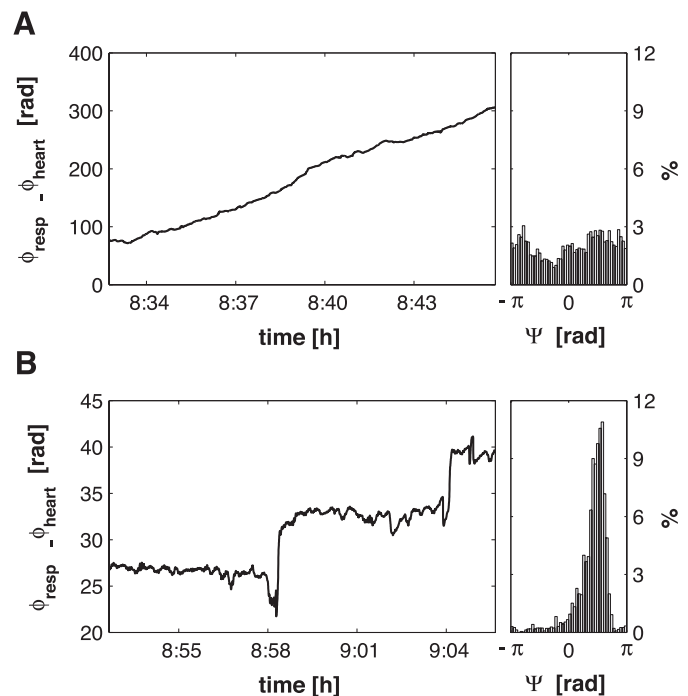 A
400
300
200
100
0
ϕresp - ϕheart [rad]
8:34 8:37 8:40 8:43
time [h]
12
9
6
3
0
%
-π 0 π
Ψ [rad]
B
45
40
35
30
25
20
ϕresp - ϕheart [rad]
8:55 8:58 9:01 9:04
time [h]
12
9
6
3
0
%
-π 0 π
Ψ [rad]